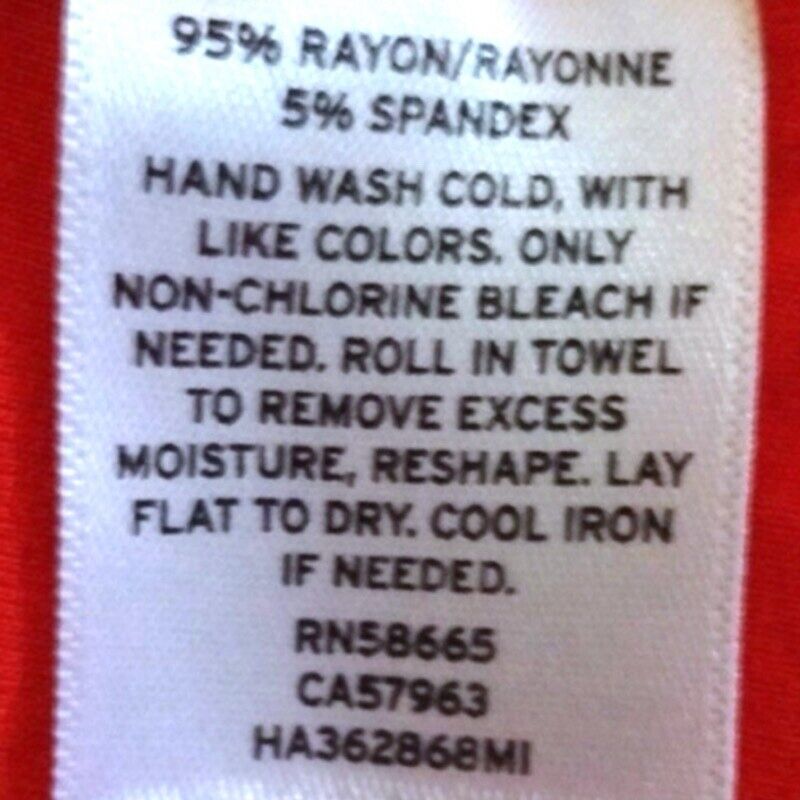 95% RAYON/RAYONNE
5% SPANDEX
HAND WASH COLD, WITH
LIKE COLORS. ONLY
NON-CHLORINE BLEACH IF
NEEDED. ROLL IN TOWEL
TO REMOVE EXCESS
MOISTURE, RESHAPE. LAY
FLAT TO DRY. COOL IRON
IF NEEDED.
RN58665
CA57963
HA362868MI